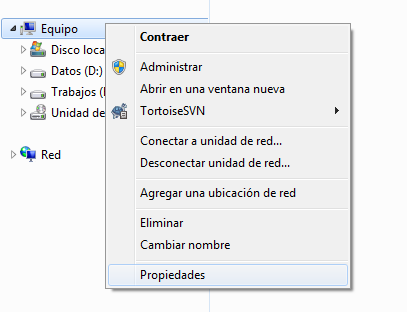 Equipo
Contraer
Disco loca
Administrar
Datos (D:)
Abrir en una ventana nueva
Trabajos (
TortoiseSVN
Unidad de
Conectar a unidad de red...
Desconectar unidad de red...
Red
Agregar una ubicación de red
Eliminar
Cambiar nombre
Propiedades